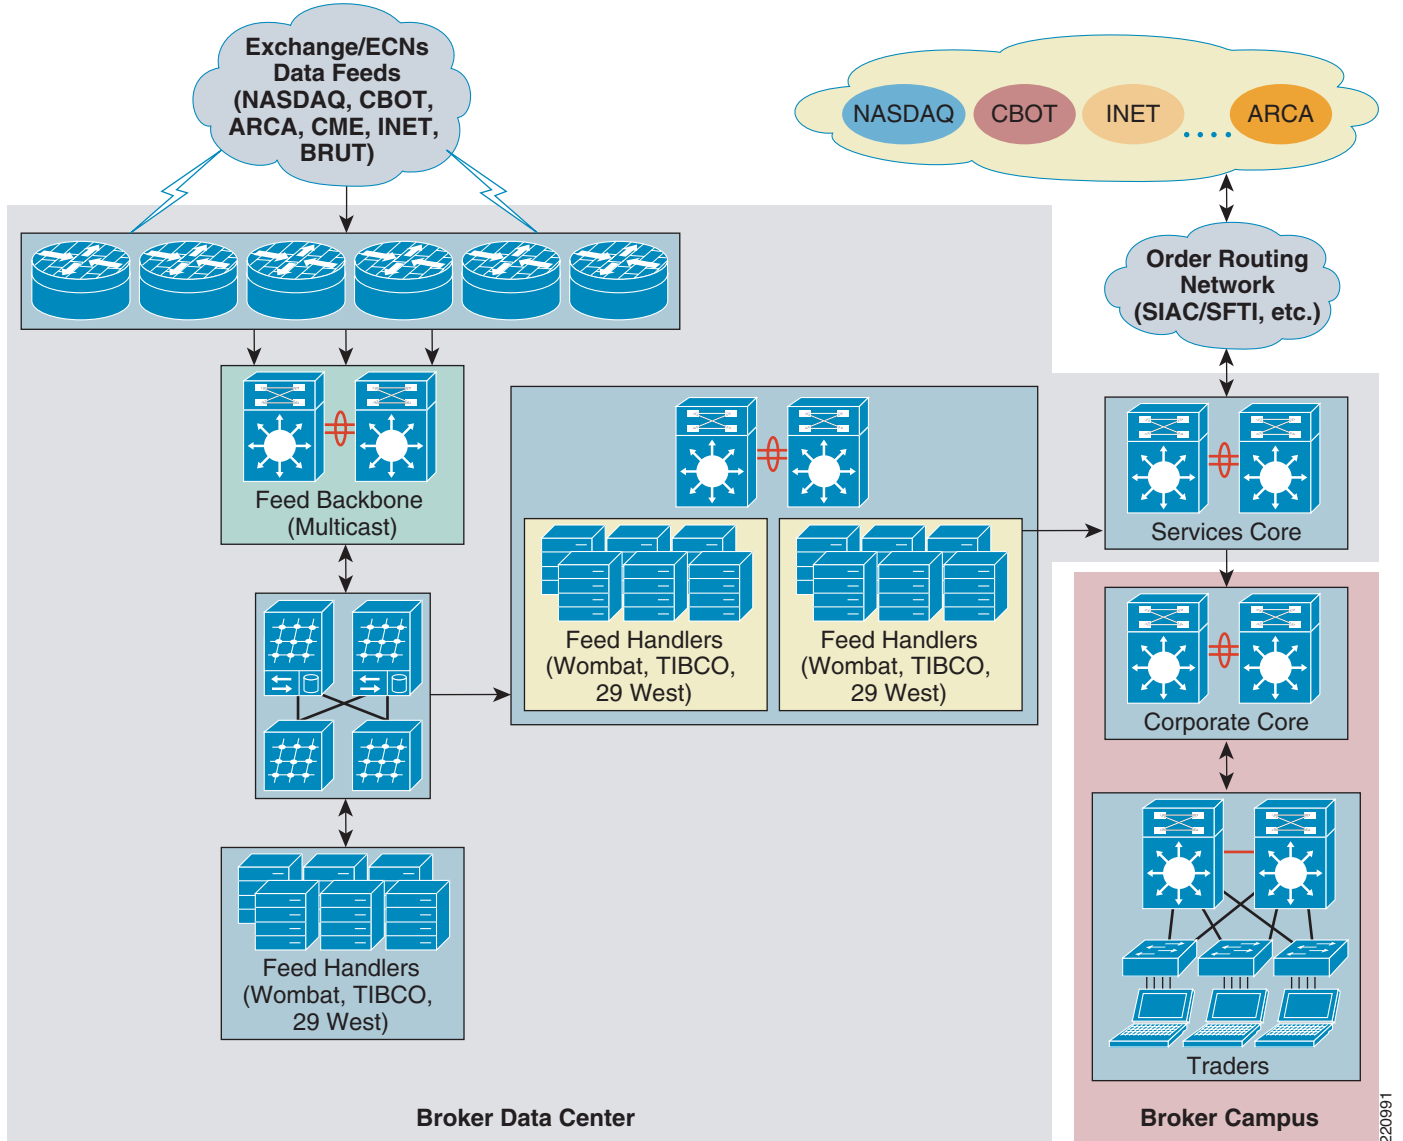 Exchange/ECNs
Data Feeds
(NASDAQ, CBOT,
ARCA, CME, INET,
BRUT)
NASDAQ
CBOT
INET
ARCA
Order Routing
Network
(SIAC/SFTI, etc.)
Feed Backbone
(Multicast)
Services Core
Feed Handlers
(Wombat, TIBCO,
29 West)
Feed Handlers
(Wombat, TIBCO,
29 West)
Corporate Core
Feed Handlers
(Wombat, TIBCO,
29 West)
Traders
Broker Data Center
Broker Campus
220991